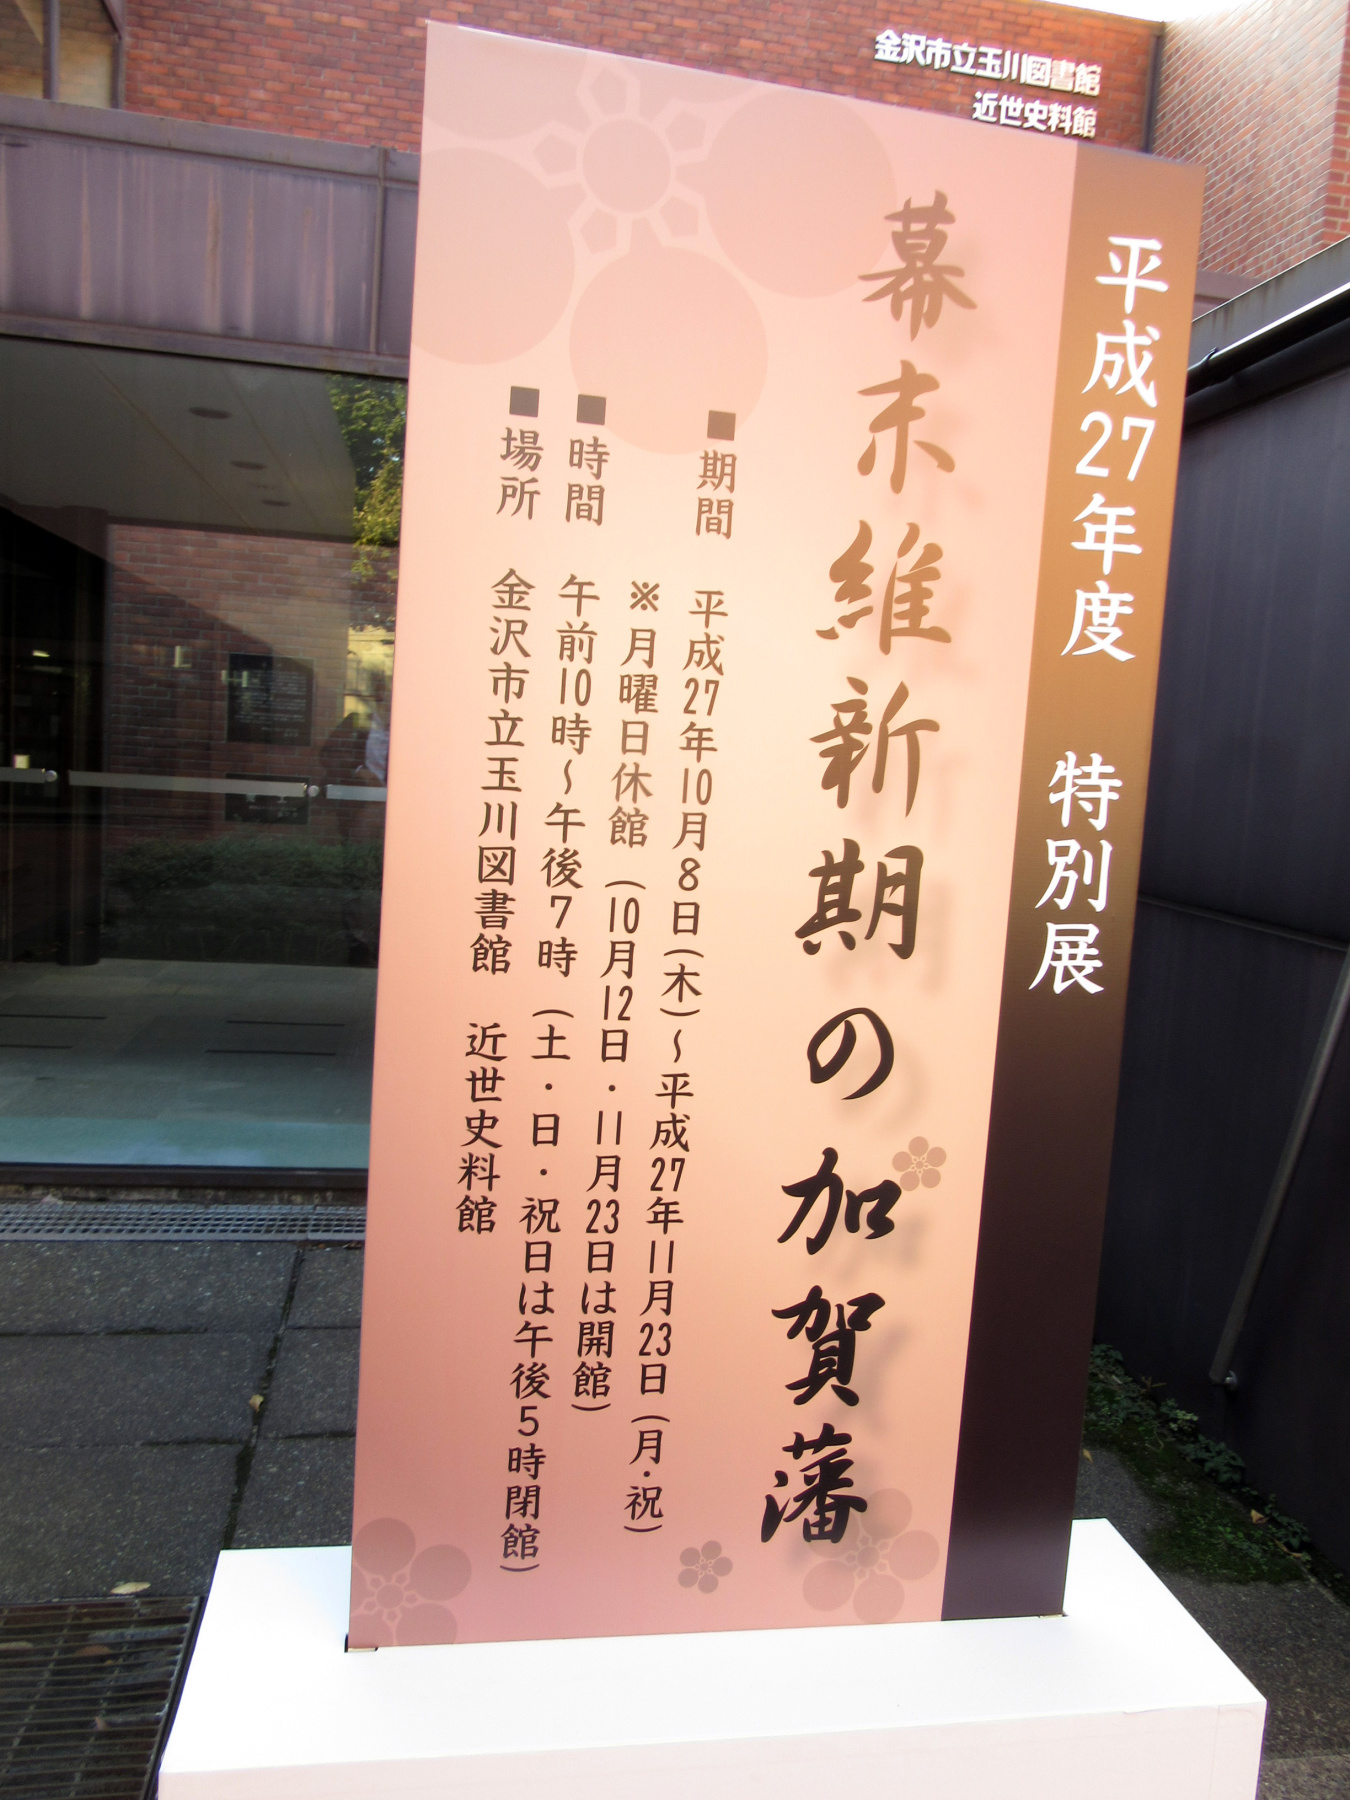 金沢市立玉川図書館
近世史料館
平成27年度 特別展
幕末維新期の加賀藩
■期間 平成27年10月8日(木)~平成27年11月23日(月・祝)
※月曜日休館(10月12日・11月23日は開館)
■時間 午前10時~午後7時(土・日・祝日は午後5時閉館)
■場所 金沢市立玉川図書館 近世史料館